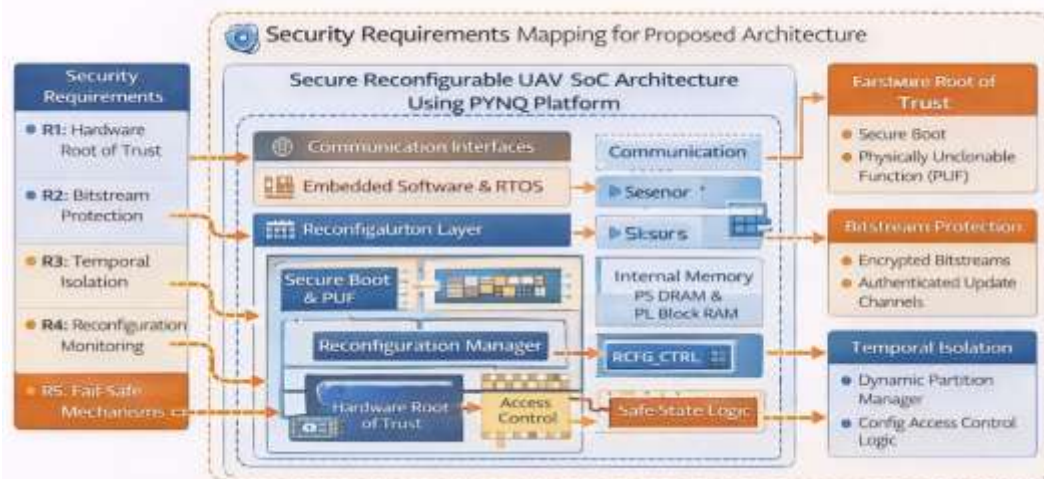 Security Requirements Mapping for Proposed Architecture
Security
Requirements
R1: Hardware
Root of Trust
R2: Bitstream
Protection
R3: Temporal
Isolation
R4: Reconfiguration
Monitoring
R5: Fail-Safe
Mechanisms
Secure Reconfigurable UAV SoC Architecture
Using PYNQ Platform
Communication Interfaces
Communication
Embedded Software & RTOS
Sesenor
Reconfigaurton Layer
Sksurs
Secure Boot
& PUF
Internal Memory
PS DRAM &
PL Block RAM
Reconfiguration Manager
RCFG_CTRL
Hardware Root
of Trust
Access
Control
Safe State Logic
Earstware Root of
Trust
Secure Boot
Physically Unclonable
Function (PUF)
Bitstream Protection
Encrypted Bitstreams
Authenticated Update
Channels
Temporal Isolation
Dynamic Partition
Manager
Config Access Control
Logic